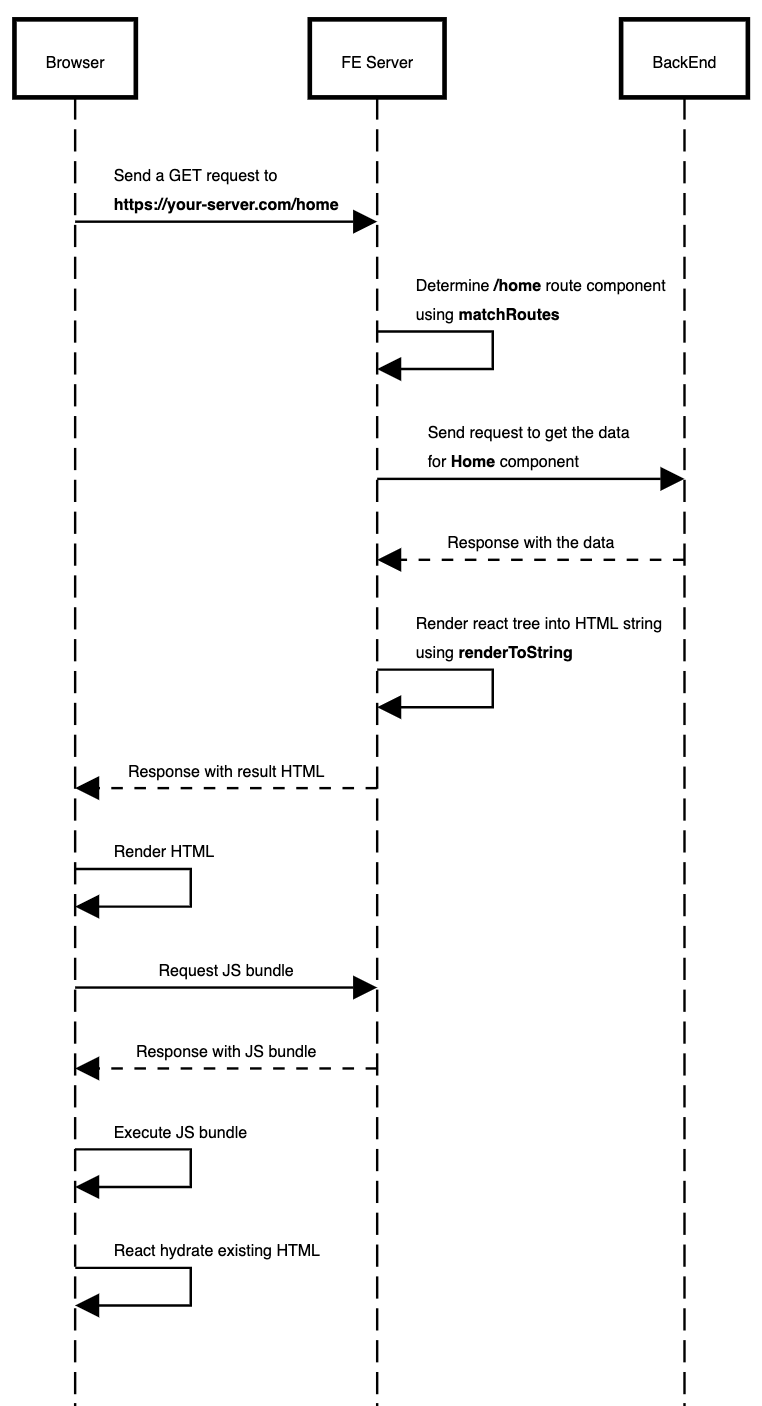 Browser
FE Server
BackEnd
Send a GET request to
https://your-server.com/home
Determine /home route component
using matchRoutes
Send request to get the data
for Home component
Response with the data
Render react tree into HTML string
using renderToString
Response with result HTML
Render HTML
Request JS bundle
Response with JS bundle
Execute JS bundle
React hydrate existing HTML